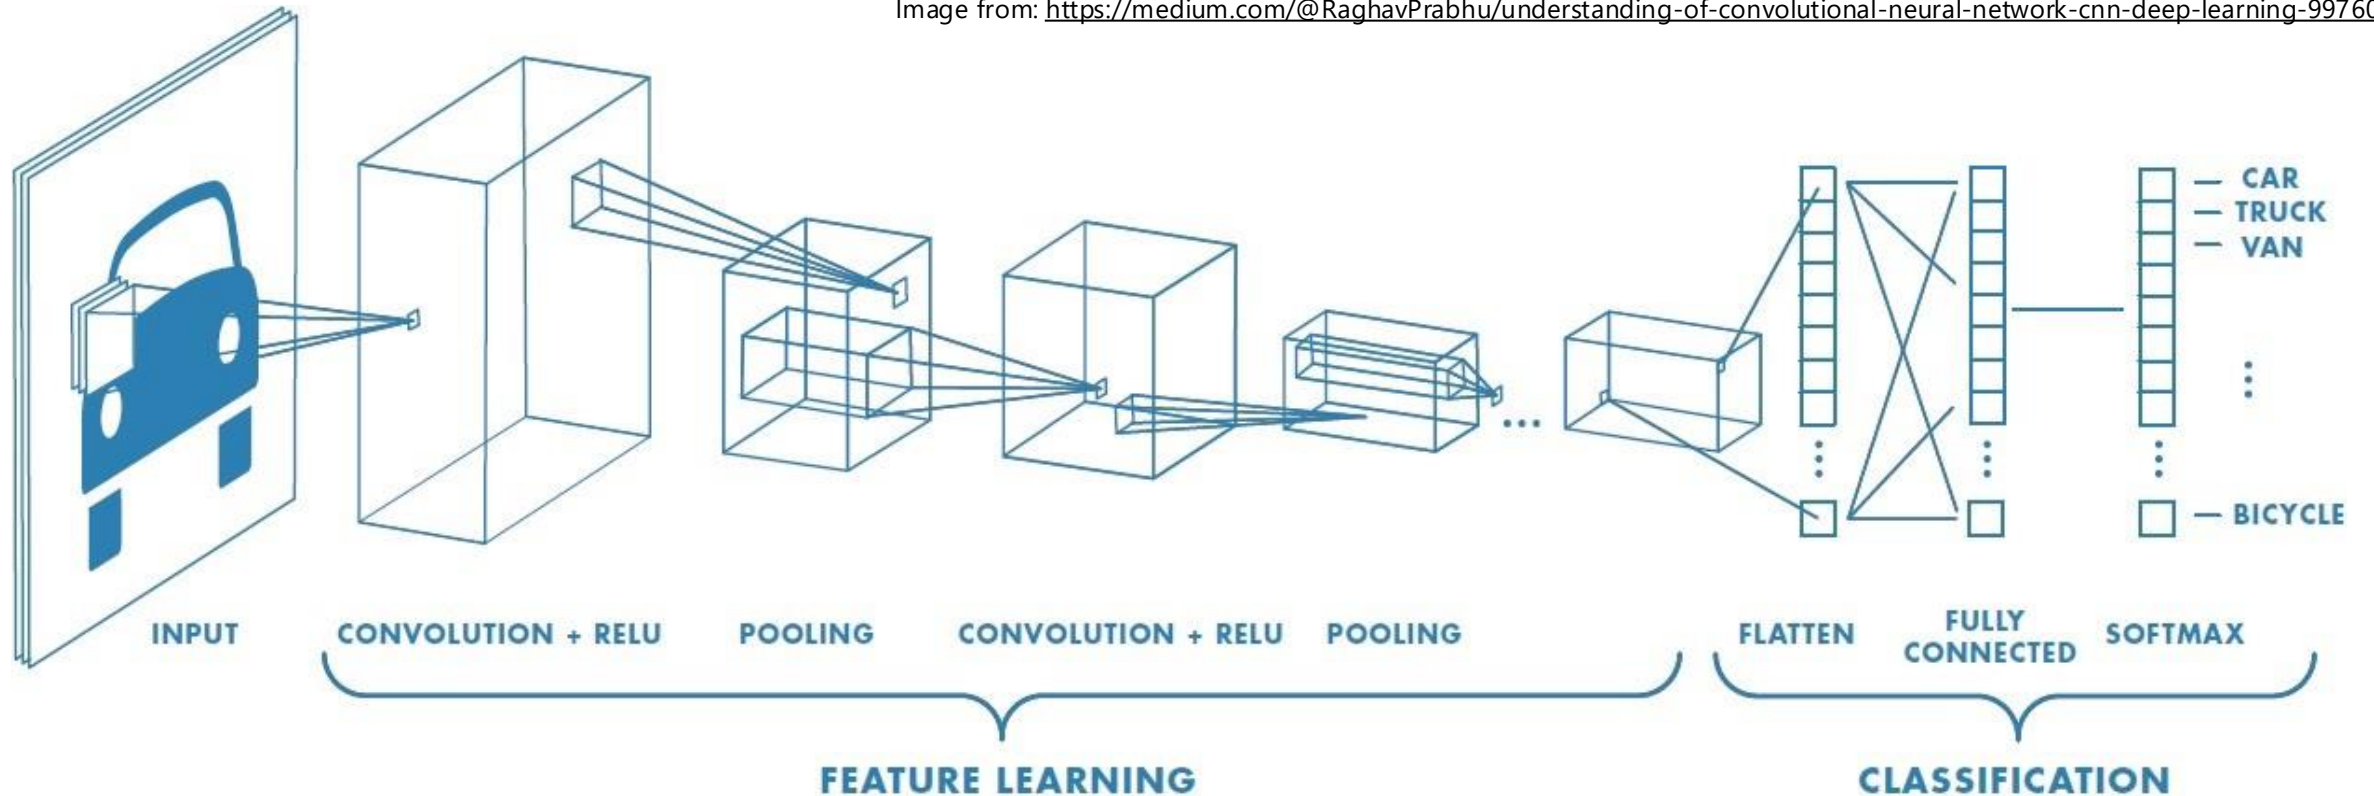 Image from: https://medium.com/@RaghavPrabhu/understanding-of-convolutional-neural-network-cnn-deep-learning-99760
CAR
TRUCK
VAN
BICYCLE
INPUT
CONVOLUTION + RELU
POOLING
CONVOLUTION + RELU
POOLING
FLATTEN
FULLY
CONNECTED
SOFTMAX
FEATURE LEARNING
CLASSIFICATION